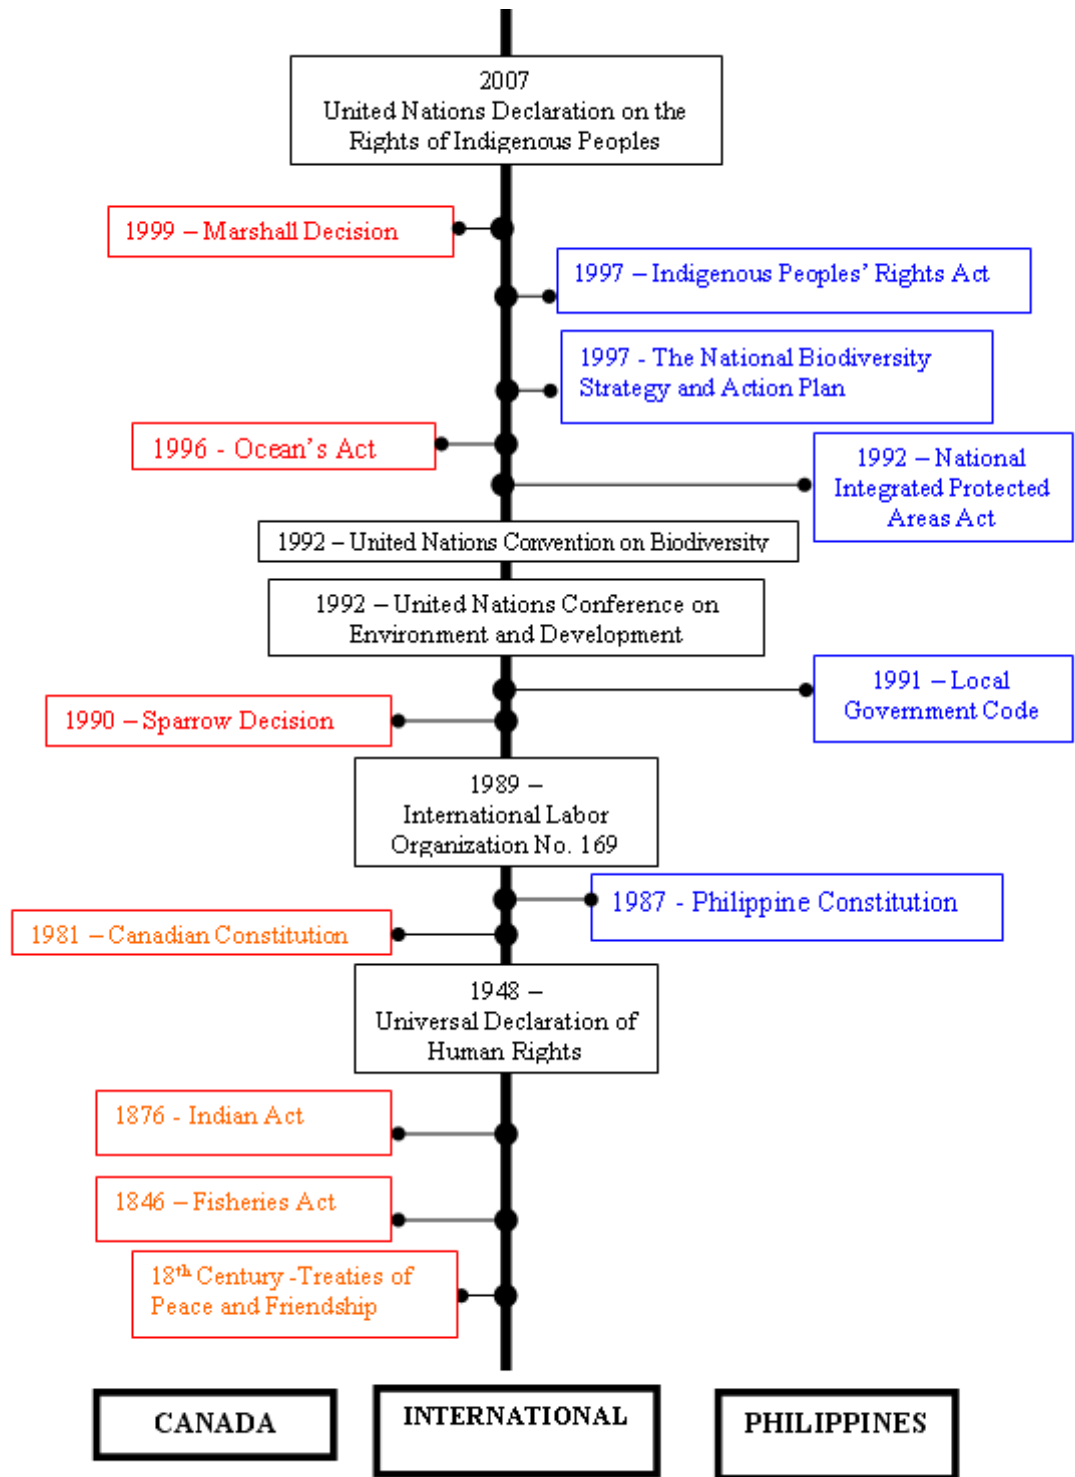 2007
United Nations Declaration on the
Rights of Indigenous Peoples
1999 – Marshall Decision
1997 – Indigenous Peoples' Rights Act
1997 - The National Biodiversity
Strategy and Action Plan
1996 - Ocean's Act
1992 – National
Integrated Protected
Areas Act
1992 – United Nations Convention on Biodiversity
1992 – United Nations Conference on
Environment and Development
1991 – Local
Government Code
1990 – Sparrow Decision
1989 –
International Labor
Organization No. 169
1987 - Philippine Constitution
1981 – Canadian Constitution
1948 –
Universal Declaration of
Human Rights
1876 - Indian Act
1846 – Fisheries Act
18th Century -Treaties of
Peace and Friendship
CANADA
INTERNATIONAL
PHILIPPINES